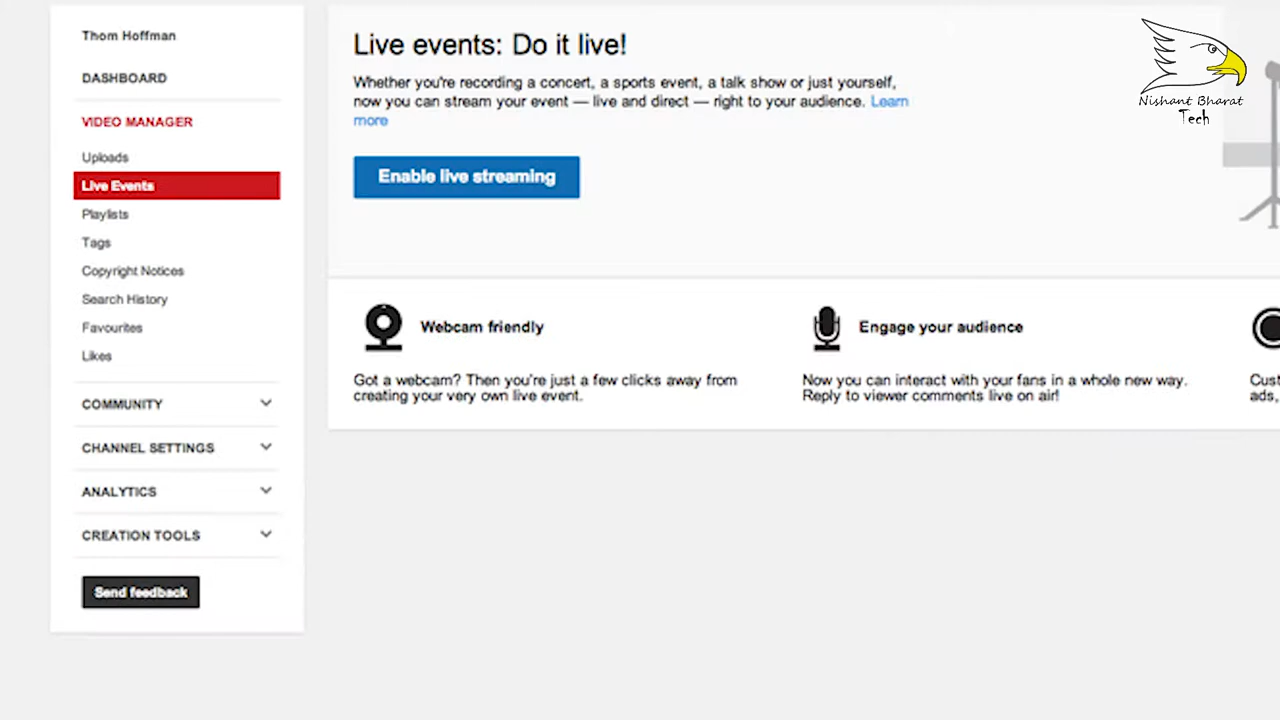 Thom Hoffman
DASHBOARD
VIDEO MANAGER
Uploads
Live Events
Playlists
Tags
Copyright Notices
Search History
Favourites
Likes
COMMUNITY
CHANNEL SETTINGS
ANALYTICS
CREATION TOOLS
Send feedback
Live events: Do it live!
Whether you're recording a concert, a sports event, a talk show or just yourself,
now you can stream your event — live and direct — right to your audience. Learn
more
Enable live streaming
Webcam friendly
Got a webcam? Then you're just a few clicks away from
creating your very own live event.
Engage your audience
Now you can interact with your fans in a whole new way.
Reply to viewer comments live on air!
Cust
ads,
Nishant Bharat
Tech